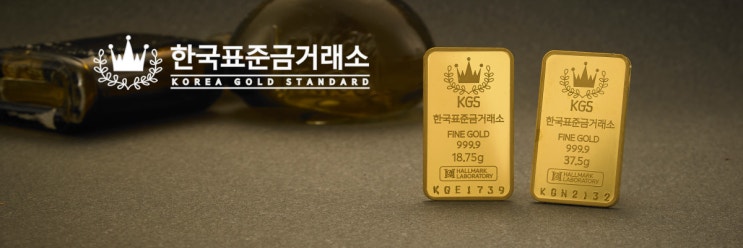 한국표준금거래소
KOREA GOLD STANDARD
KGS
한국표준금거래소
FINE GOLD
999.9
18.75g
HALLMARK
LABORATORY
KGE1739
KGS
한국표준금거래소
FINE GOLD
999.9
37.5g
HALLMARK
LABORATORY
KGN2132